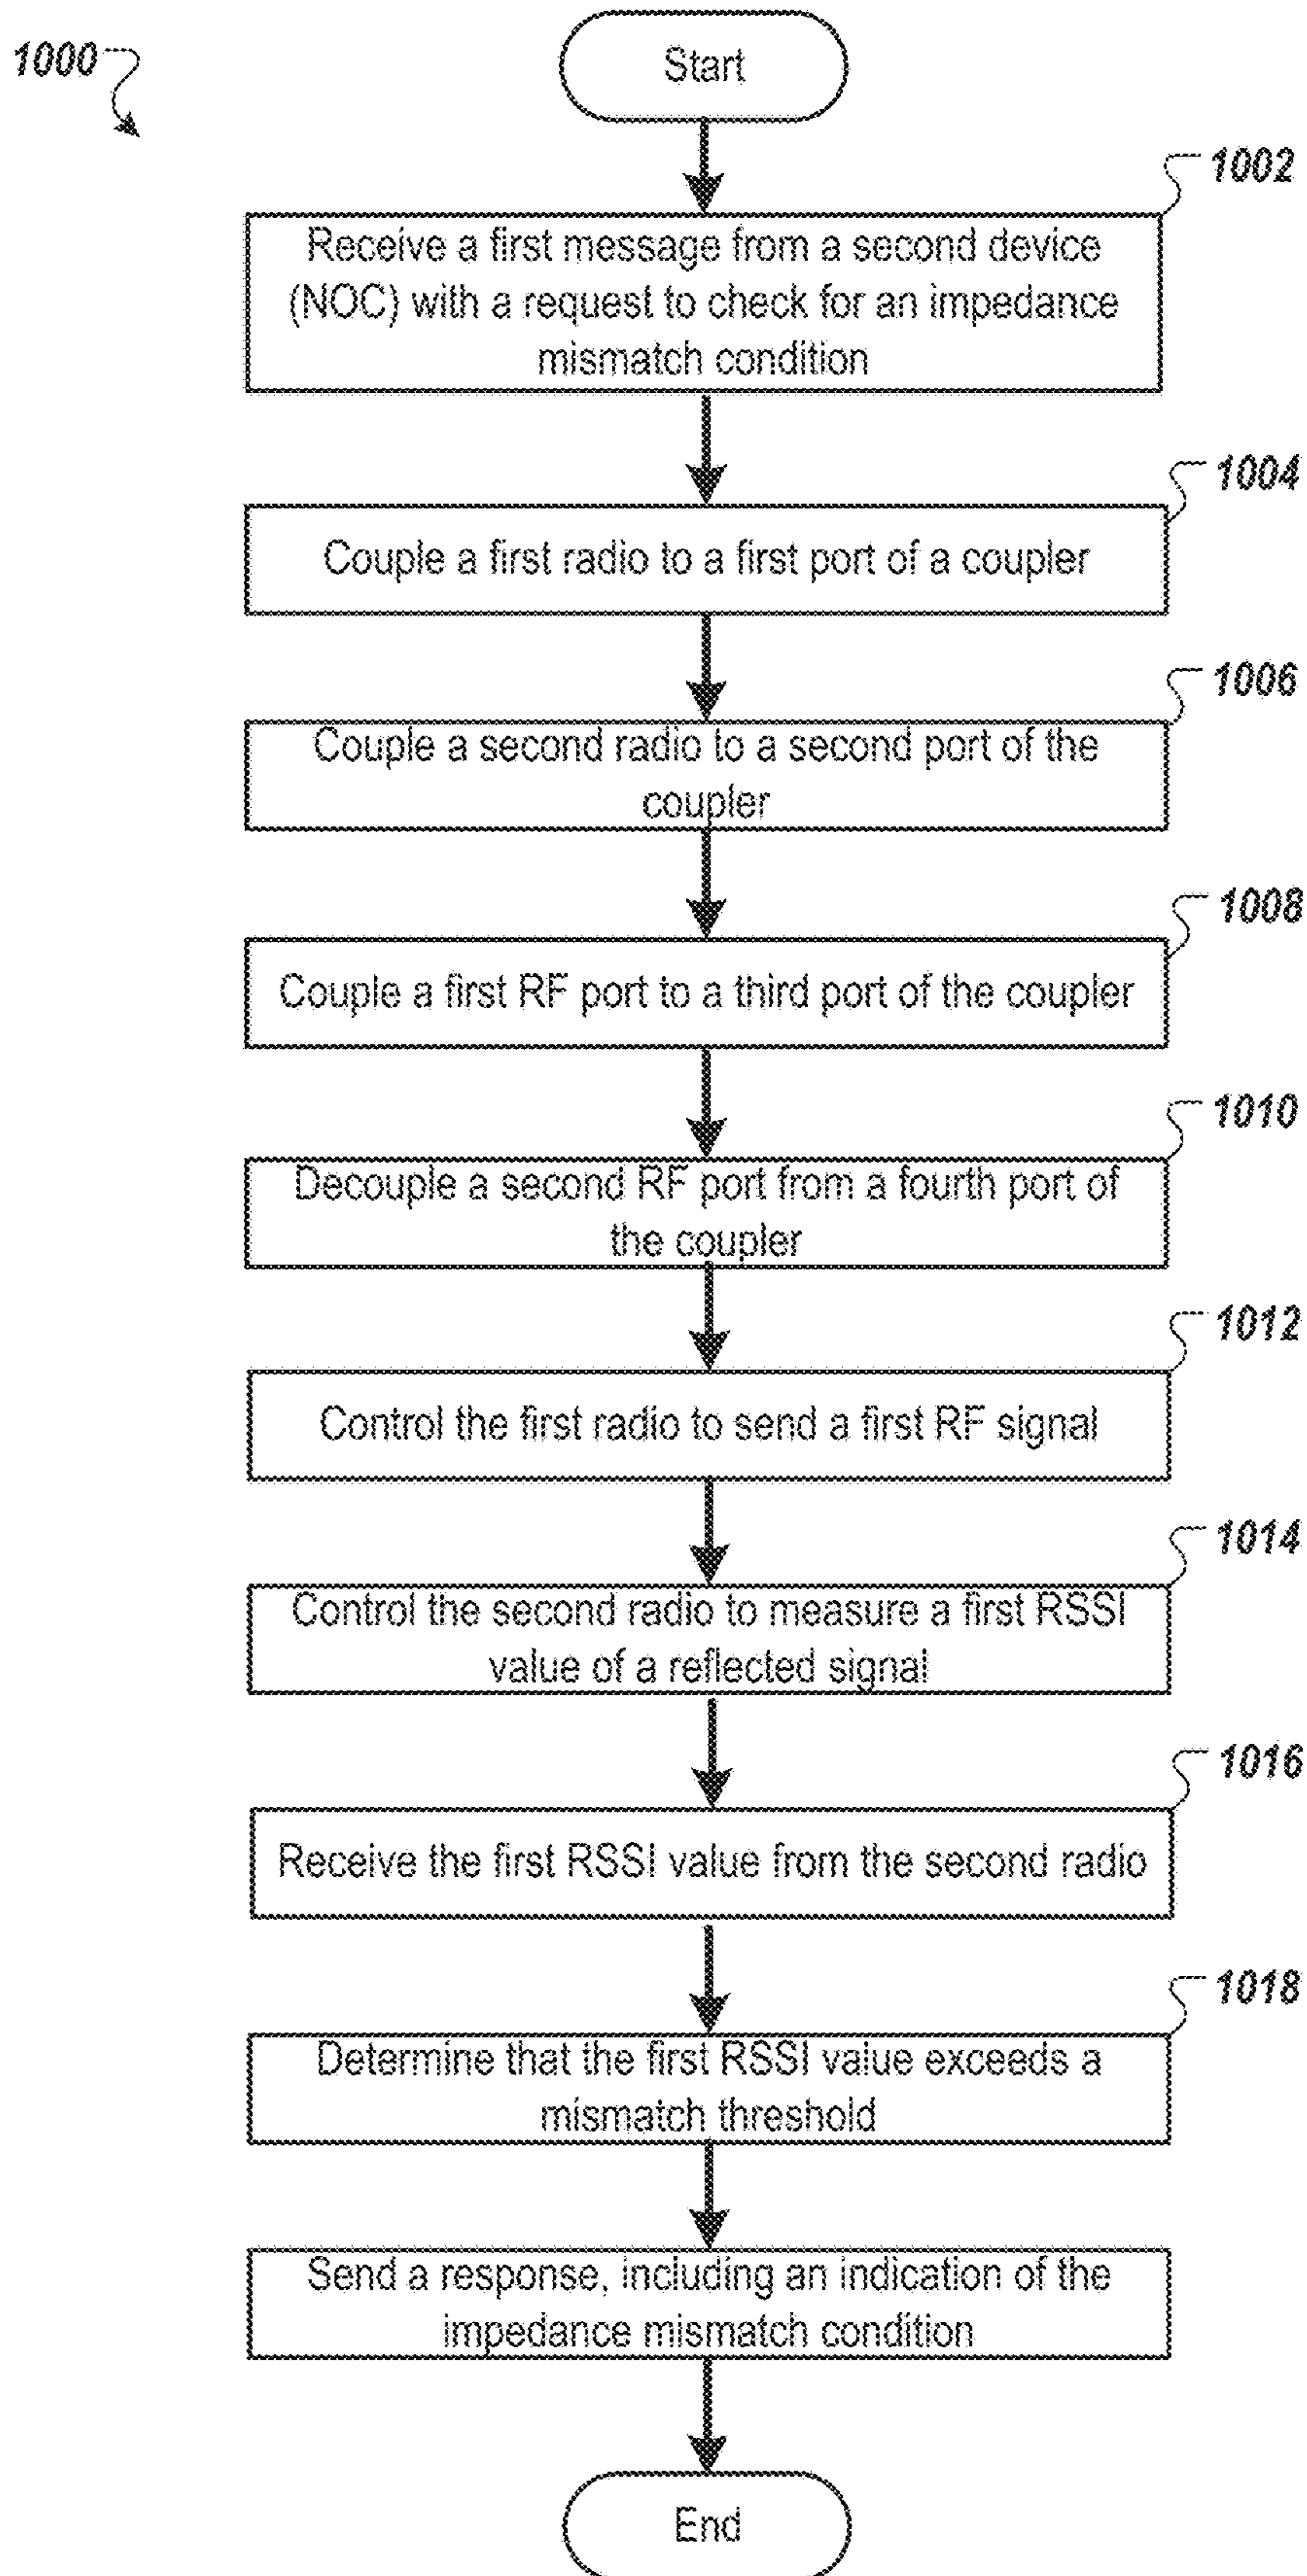 1000
Start
1002
Receive a first message from a second device
(NOC) with a request to check for an impedance
mismatch condition
1004
Couple a first radio to a first port of a coupler
1006
Couple a second radio to a second port of the
coupler
1008
Couple a first RF port to a third port of the coupler
1010
Decouple a second RF port from a fourth port of
the coupler
1012
Control the first radio to send a first RF signal
1014
Control the second radio to measure a first RSSI
value of a reflected signal
1016
Receive the first RSSI value from the second radio
1018
Determine that the first RSSI value exceeds a
mismatch threshold
Send a response, including an indication of the
impedance mismatch condition
End